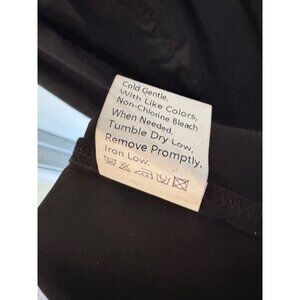 Cold Gentle,
With Like Colors,
Non-Chlorine Bleach
When Needed,
Tumble Dry Low,
Remove Promptly,
Iron Low.